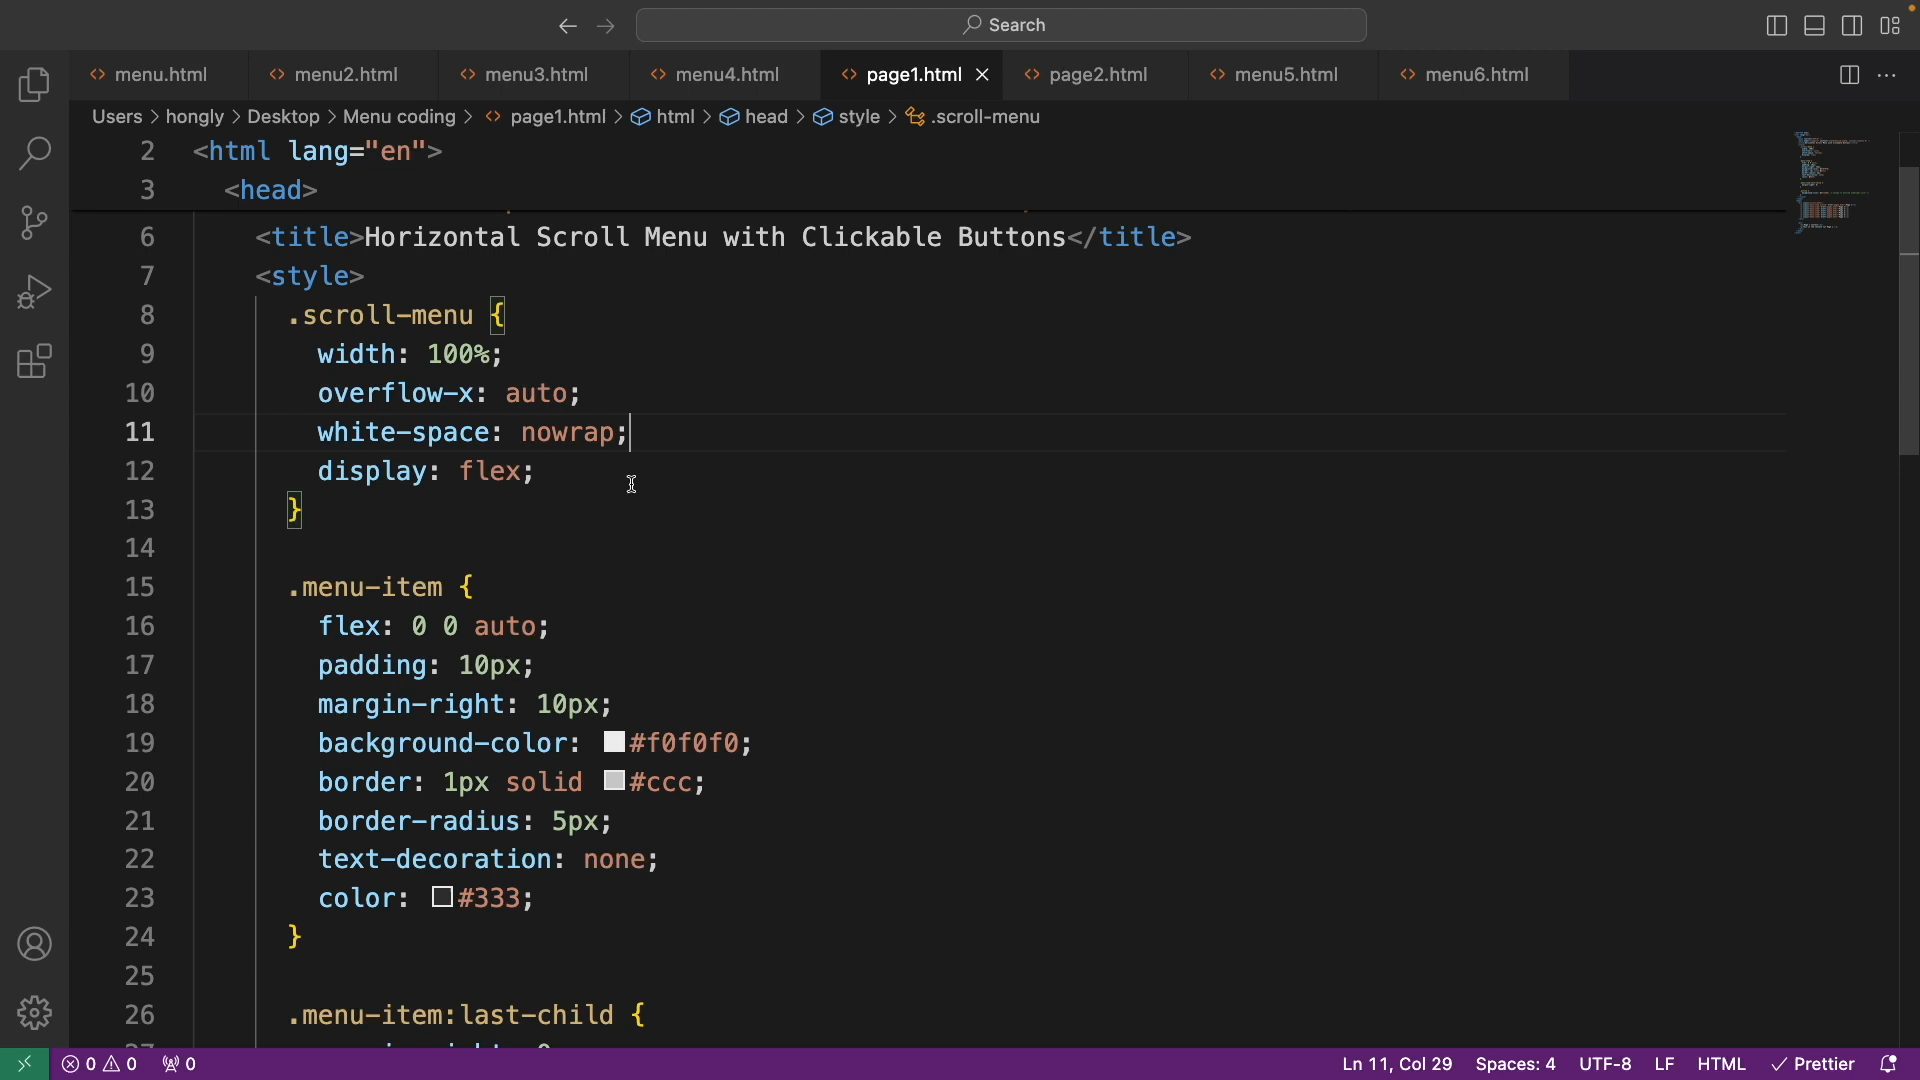 Search
menu.html menu2.html menu3.html menu4.html page1.html page2.html menu5.html menu6.html
Users > hongly > Desktop > Menu coding > page1.html > html > head > style > .scroll-menu
2 <html lang="en">
3 <head>
6 <title>Horizontal Scroll Menu with Clickable Buttons</title>
7 <style>
8 .scroll-menu {
9 width: 100%;
10 overflow-x: auto;
11 white-space: nowrap;
12 display: flex;
13 }
14
15 .menu-item {
16 flex: 0 0 auto;
17 padding: 10px;
18 margin-right: 10px;
19 background-color: #f0f0f0;
20 border: 1px solid #ccc;
21 border-radius: 5px;
22 text-decoration: none;
23 color: #333;
24 }
25
26 .menu-item:last-child {
0 0 0 Ln 11, Col 29 Spaces: 4 UTF-8 LF HTML Prettier